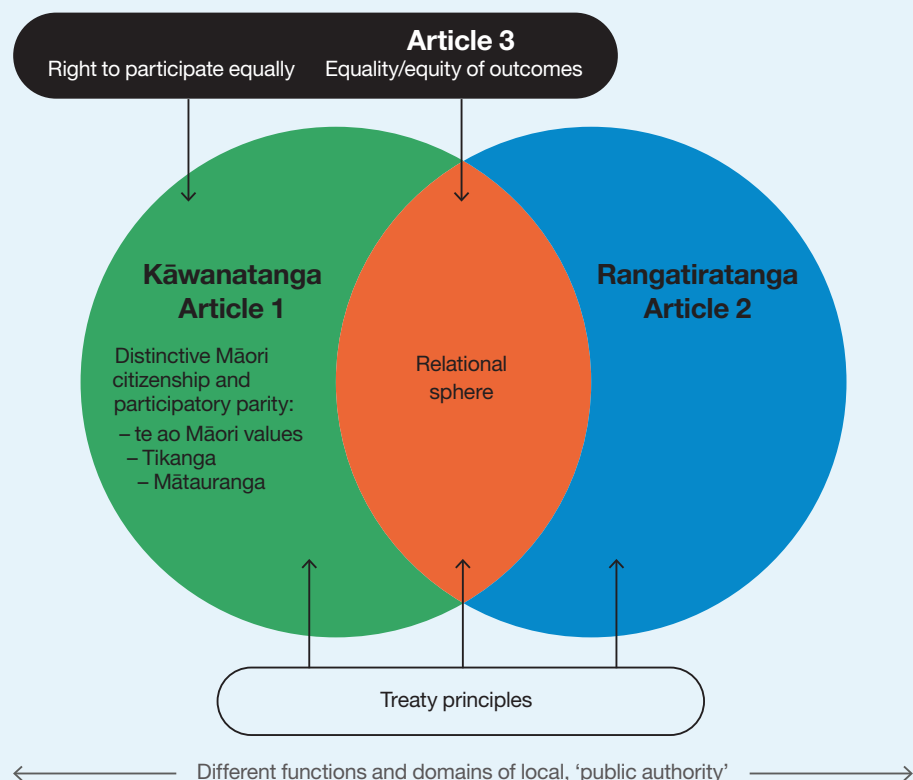 Article 3
Right to participate equally
Equality/equity of outcomes
Kāwanatanga
Article 1
Distinctive Māori
citizenship and
participatory parity:
– te ao Māori values
– Tikanga
– Mātauranga
Relational
sphere
Rangatiratanga
Article 2
Treaty principles
Different functions and domains of local, ‘public authority’